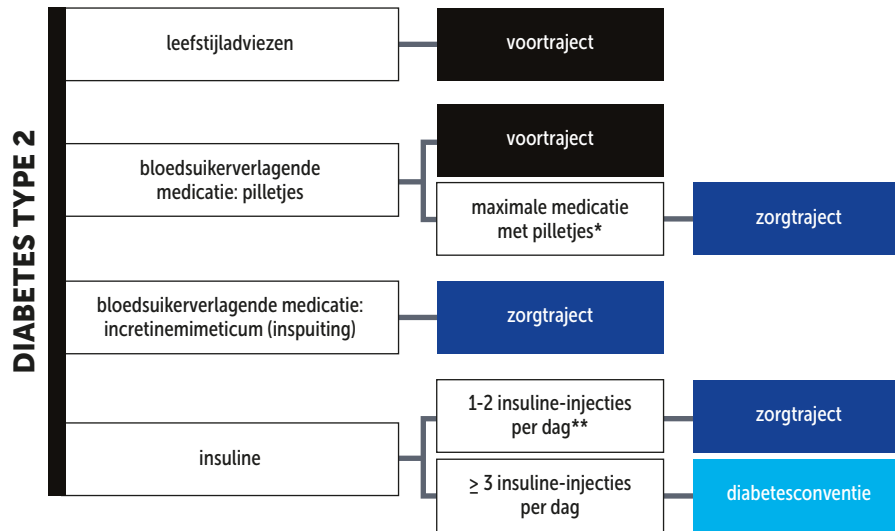 DIABETES TYPE 2
leefstijladviezen
voortraject
bloedsuikerverlagende
medicatie: pilletjes
voortraject
maximale medicatie
met pilletjes*
zorgtraject
bloedsuikerverlagende medicatie:
incretinemimeticum (inspuiting)
zorgtraject
insuline
1-2 insuline-injecties
per dag**
zorgtraject
≥ 3 insuline-injecties
per dag
diabetesconventie